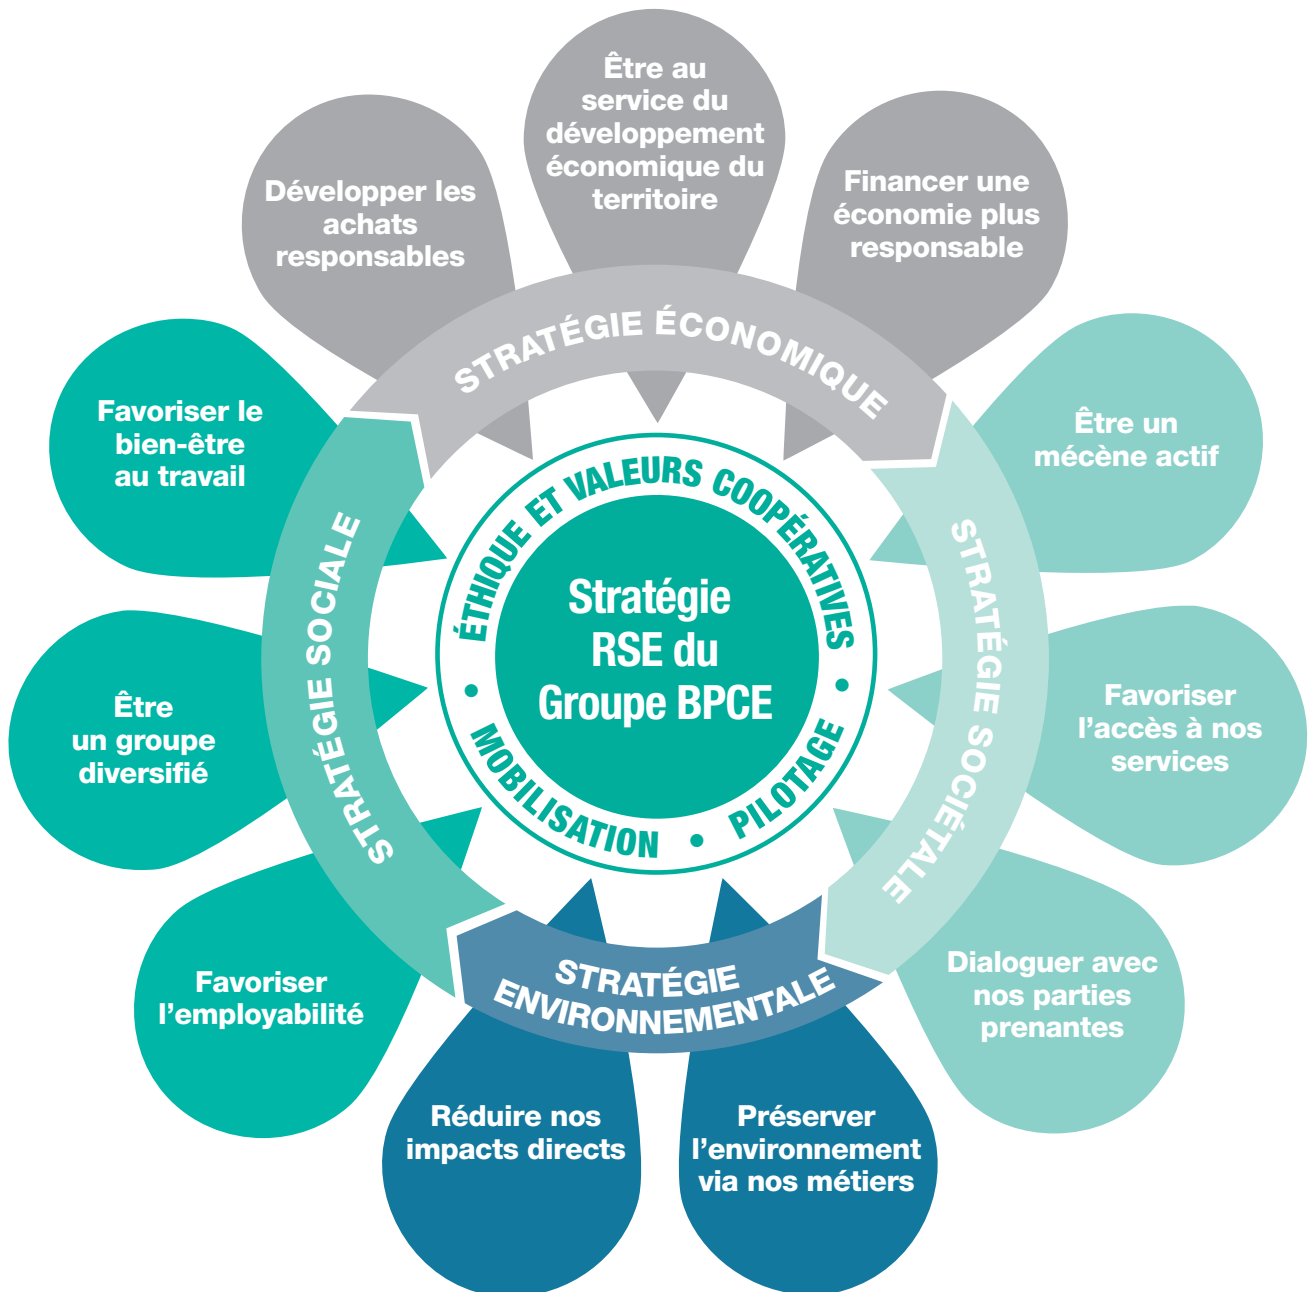 Être au
service du
développement
économique du
territoire
Développer les
achats
responsables
Financer une
économie plus
responsable
STRATÉGIE ÉCONOMIQUE
Favoriser le
bien-être
au travail
Être un
mécène actif
ÉTHIQUE ET VALEURS COOPÉRATIVES
Stratégie
RSE du
Groupe BPCE
STRATÉGIE SOCIALE
STRATÉGIE SOCIÉTALE
Être
un groupe
diversifié
Favoriser
l’accès à nos
services
• MOBILISATION • PILOTAGE •
Favoriser
l’employabilité
Dialoguer avec
nos parties
prenantes
STRATÉGIE
ENVIRONNEMENTALE
Réduire nos
impacts directs
Préserver
l’environnement
via nos métiers